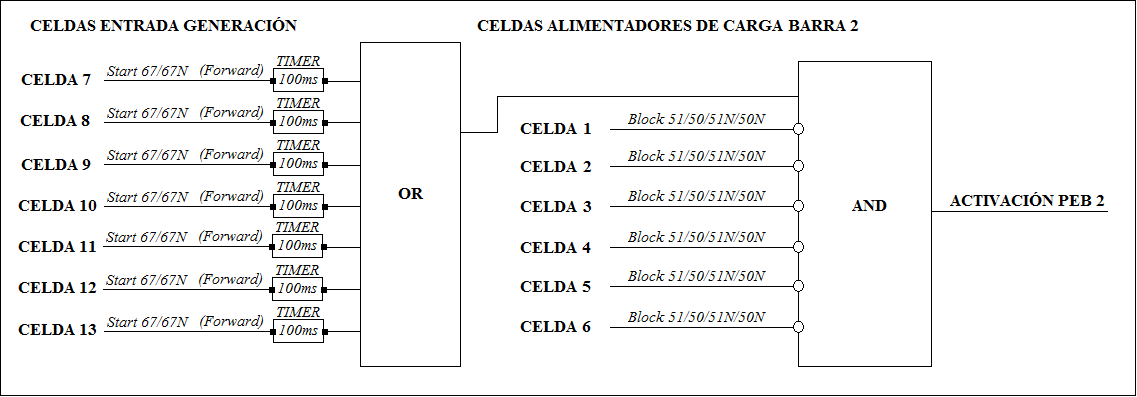 CELDAS ENTRADA GENERACIÓN
CELDAS ALIMENTADORES DE CARGA BARRA 2
TIMER
CELDA 7 Start 67/67N (Forward) 100ms
TIMER
CELDA 8 Start 67/67N (Forward) 100ms
TIMER
CELDA 9 Start 67/67N (Forward) 100ms
TIMER
CELDA 10 Start 67/67N (Forward) 100ms
TIMER
CELDA 11 Start 67/67N (Forward) 100ms
TIMER
CELDA 12 Start 67/67N (Forward) 100ms
TIMER
CELDA 13 Start 67/67N (Forward) 100ms
OR
CELDA 1 Block 51/50/51N/50N
CELDA 2 Block 51/50/51N/50N
CELDA 3 Block 51/50/51N/50N
CELDA 4 Block 51/50/51N/50N
CELDA 5 Block 51/50/51N/50N
CELDA 6 Block 51/50/51N/50N
AND
ACTIVACIÓN PEB 2